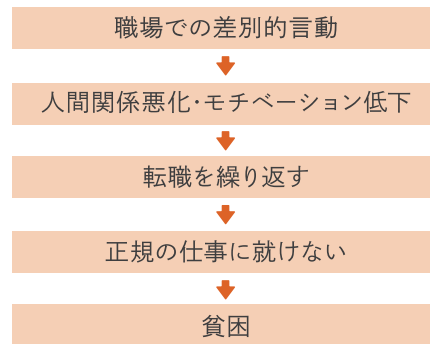 職場での差別的言動
人間関係悪化・モチベーション低下
転職を繰り返す
正規の仕事に就けない
貧困